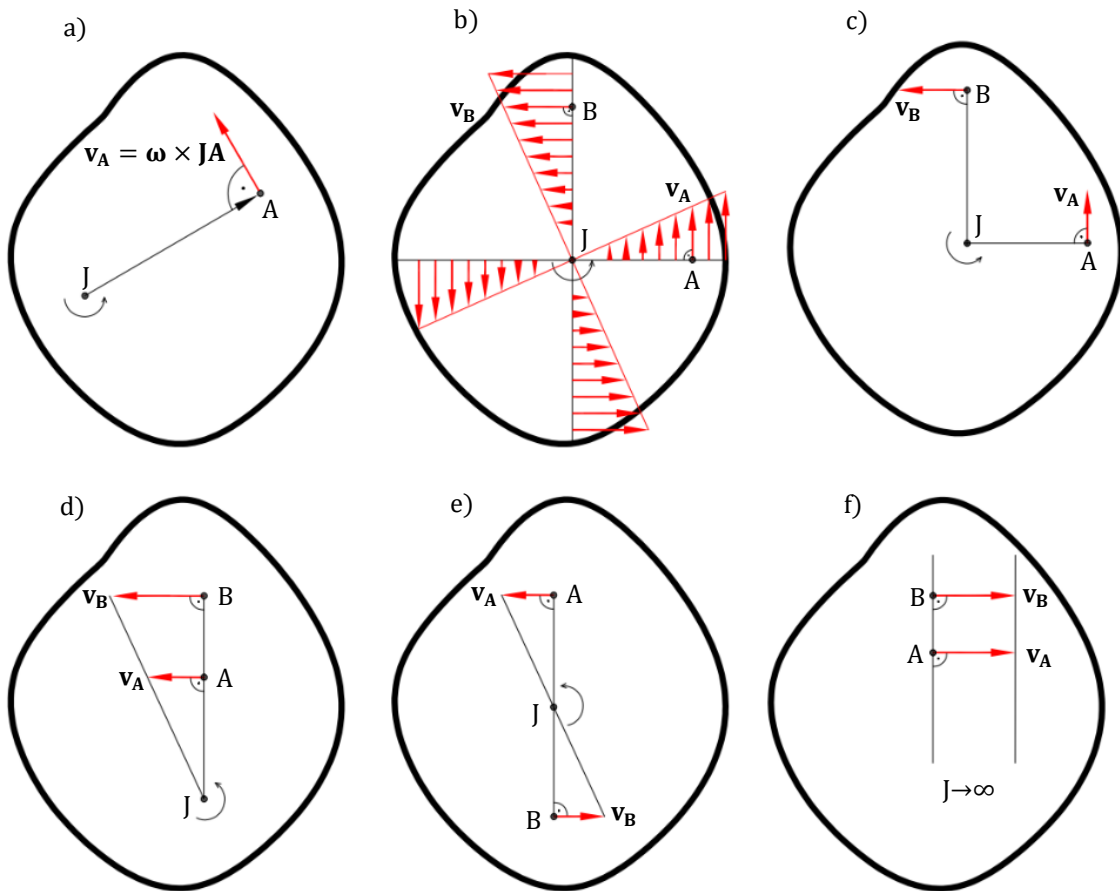 a)
v_A = ω × JA
A
J
b)
v_B
B
v_A
J
A
c)
v_B
B
v_A
J
A
d)
v_B
B
v_A
A
J
e)
v_A
A
J
B
v_B
f)
B
v_B
A
v_A
J→∞